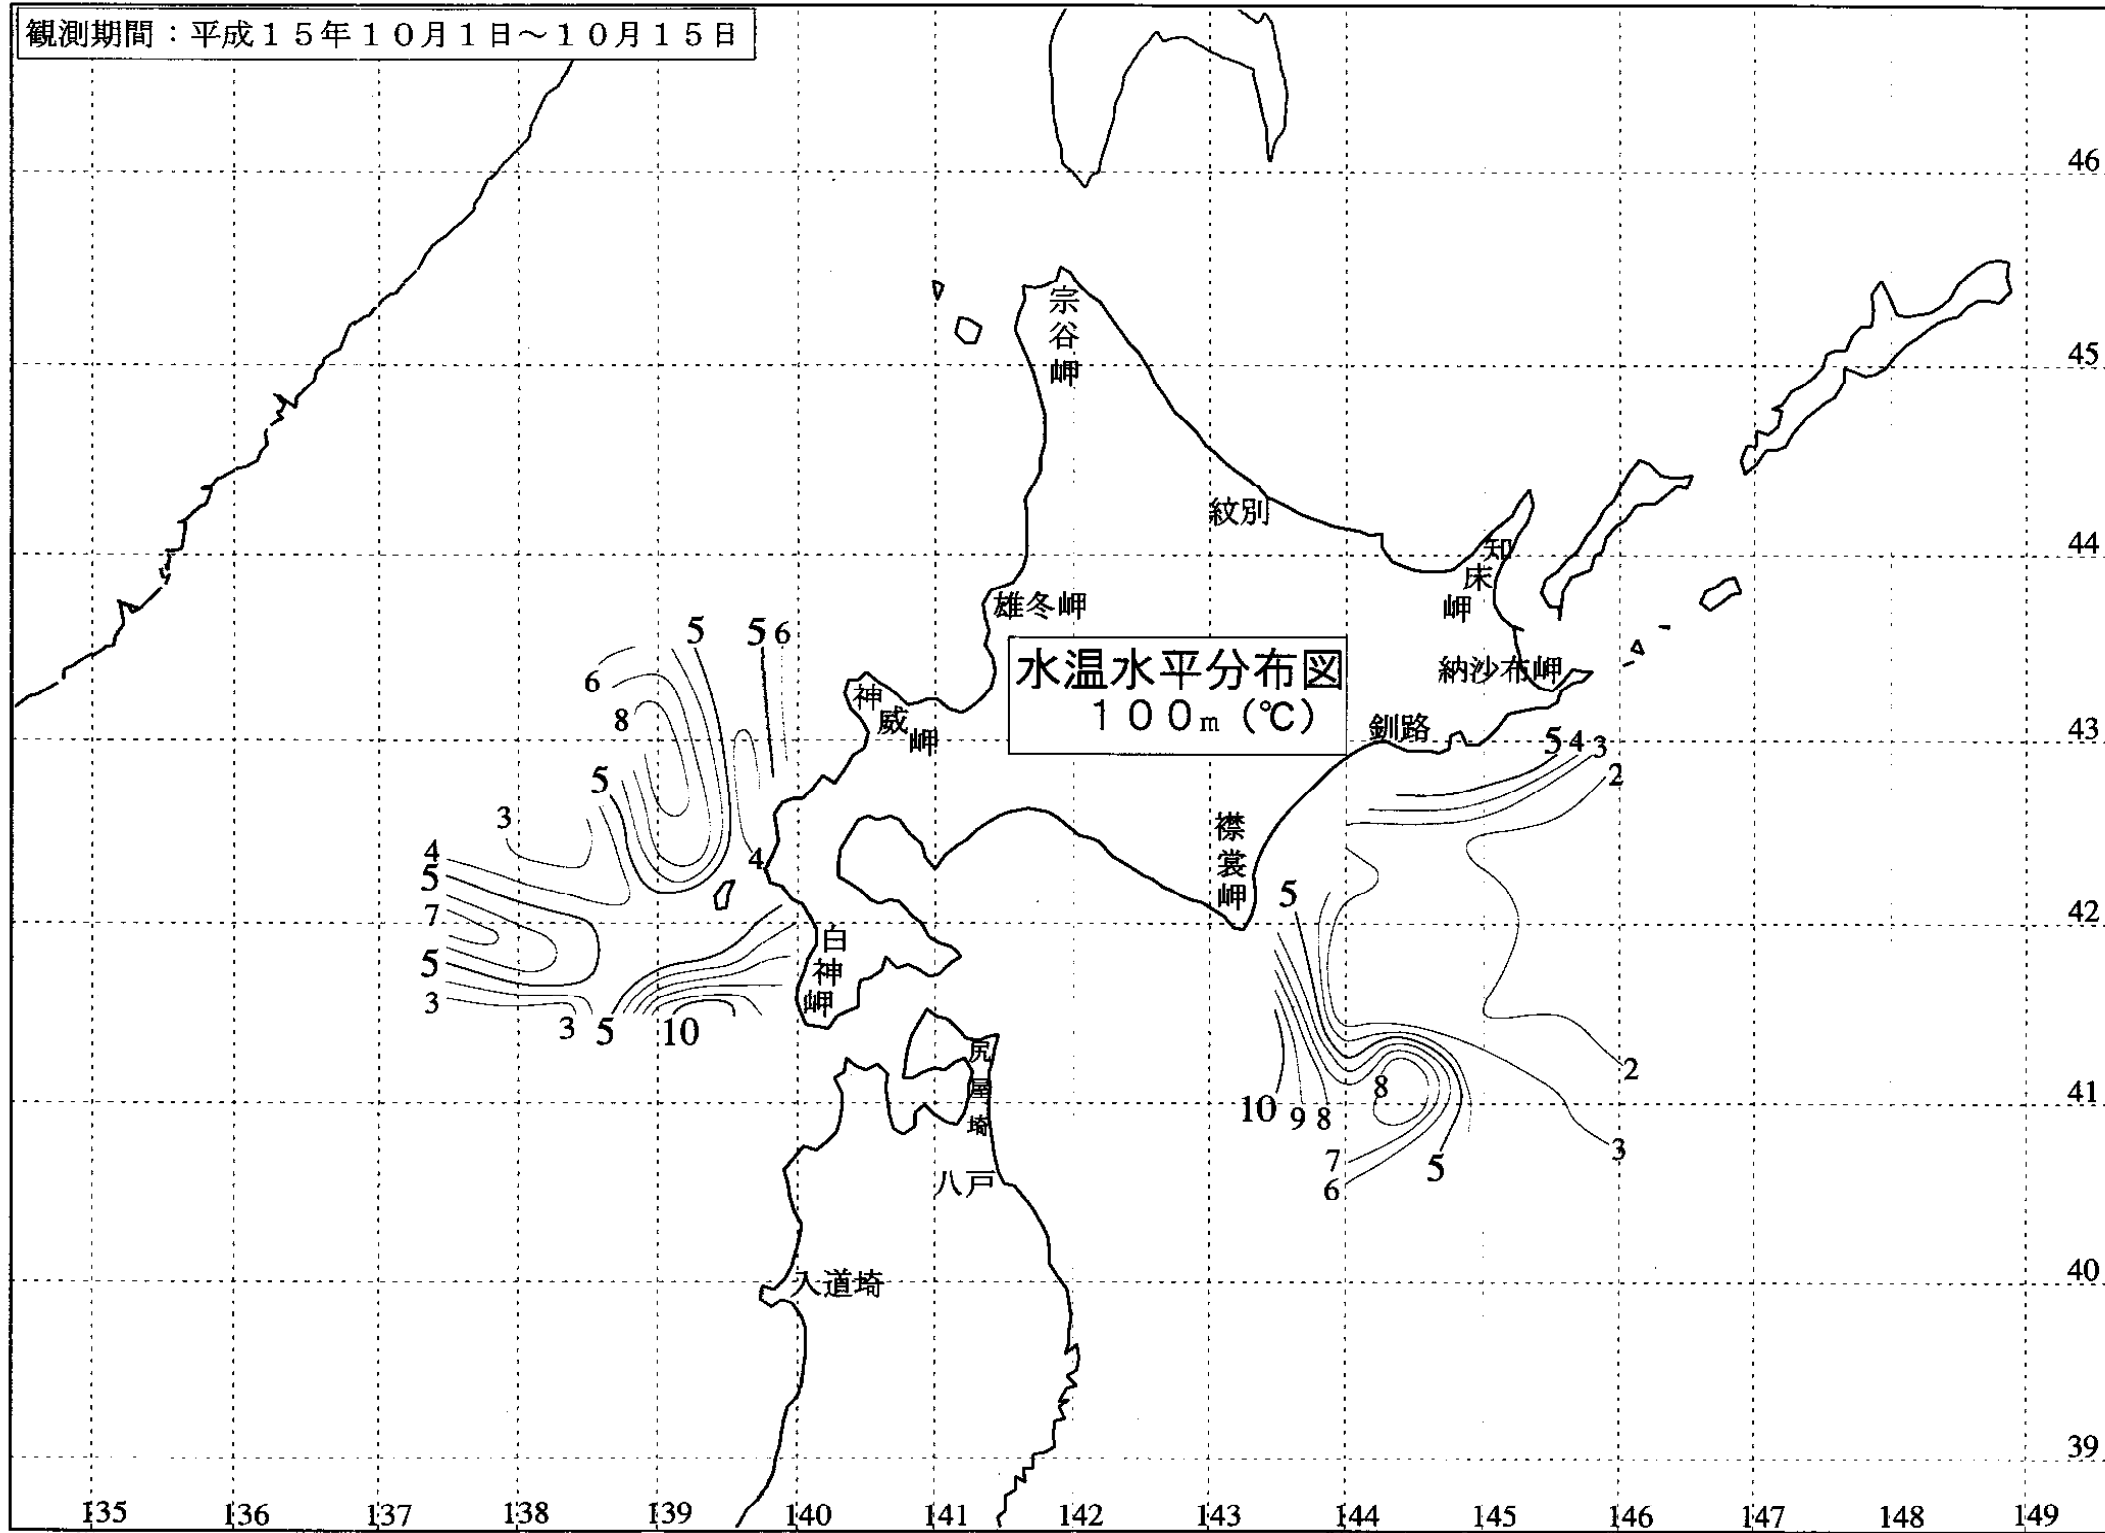 観測期間：平成１５年１０月１日～１０月１５日
46
宗谷岬
45
紋別
44
知床岬
雄冬岬
5
5 6
水温水平分布図
１００m（℃）
納沙布岬
6
神威岬
8
釧路
43
5 4 3
2
5
3
襟裳岬
4
4
5
5
7
42
白神岬
5
3
3
5
10
尻屋埼
2
8
41
10 9 8
7
3
5
6
八戸
入道埼
40
39
135 136 137 138 139 140 141 142 143 144 145 146 147 148 149